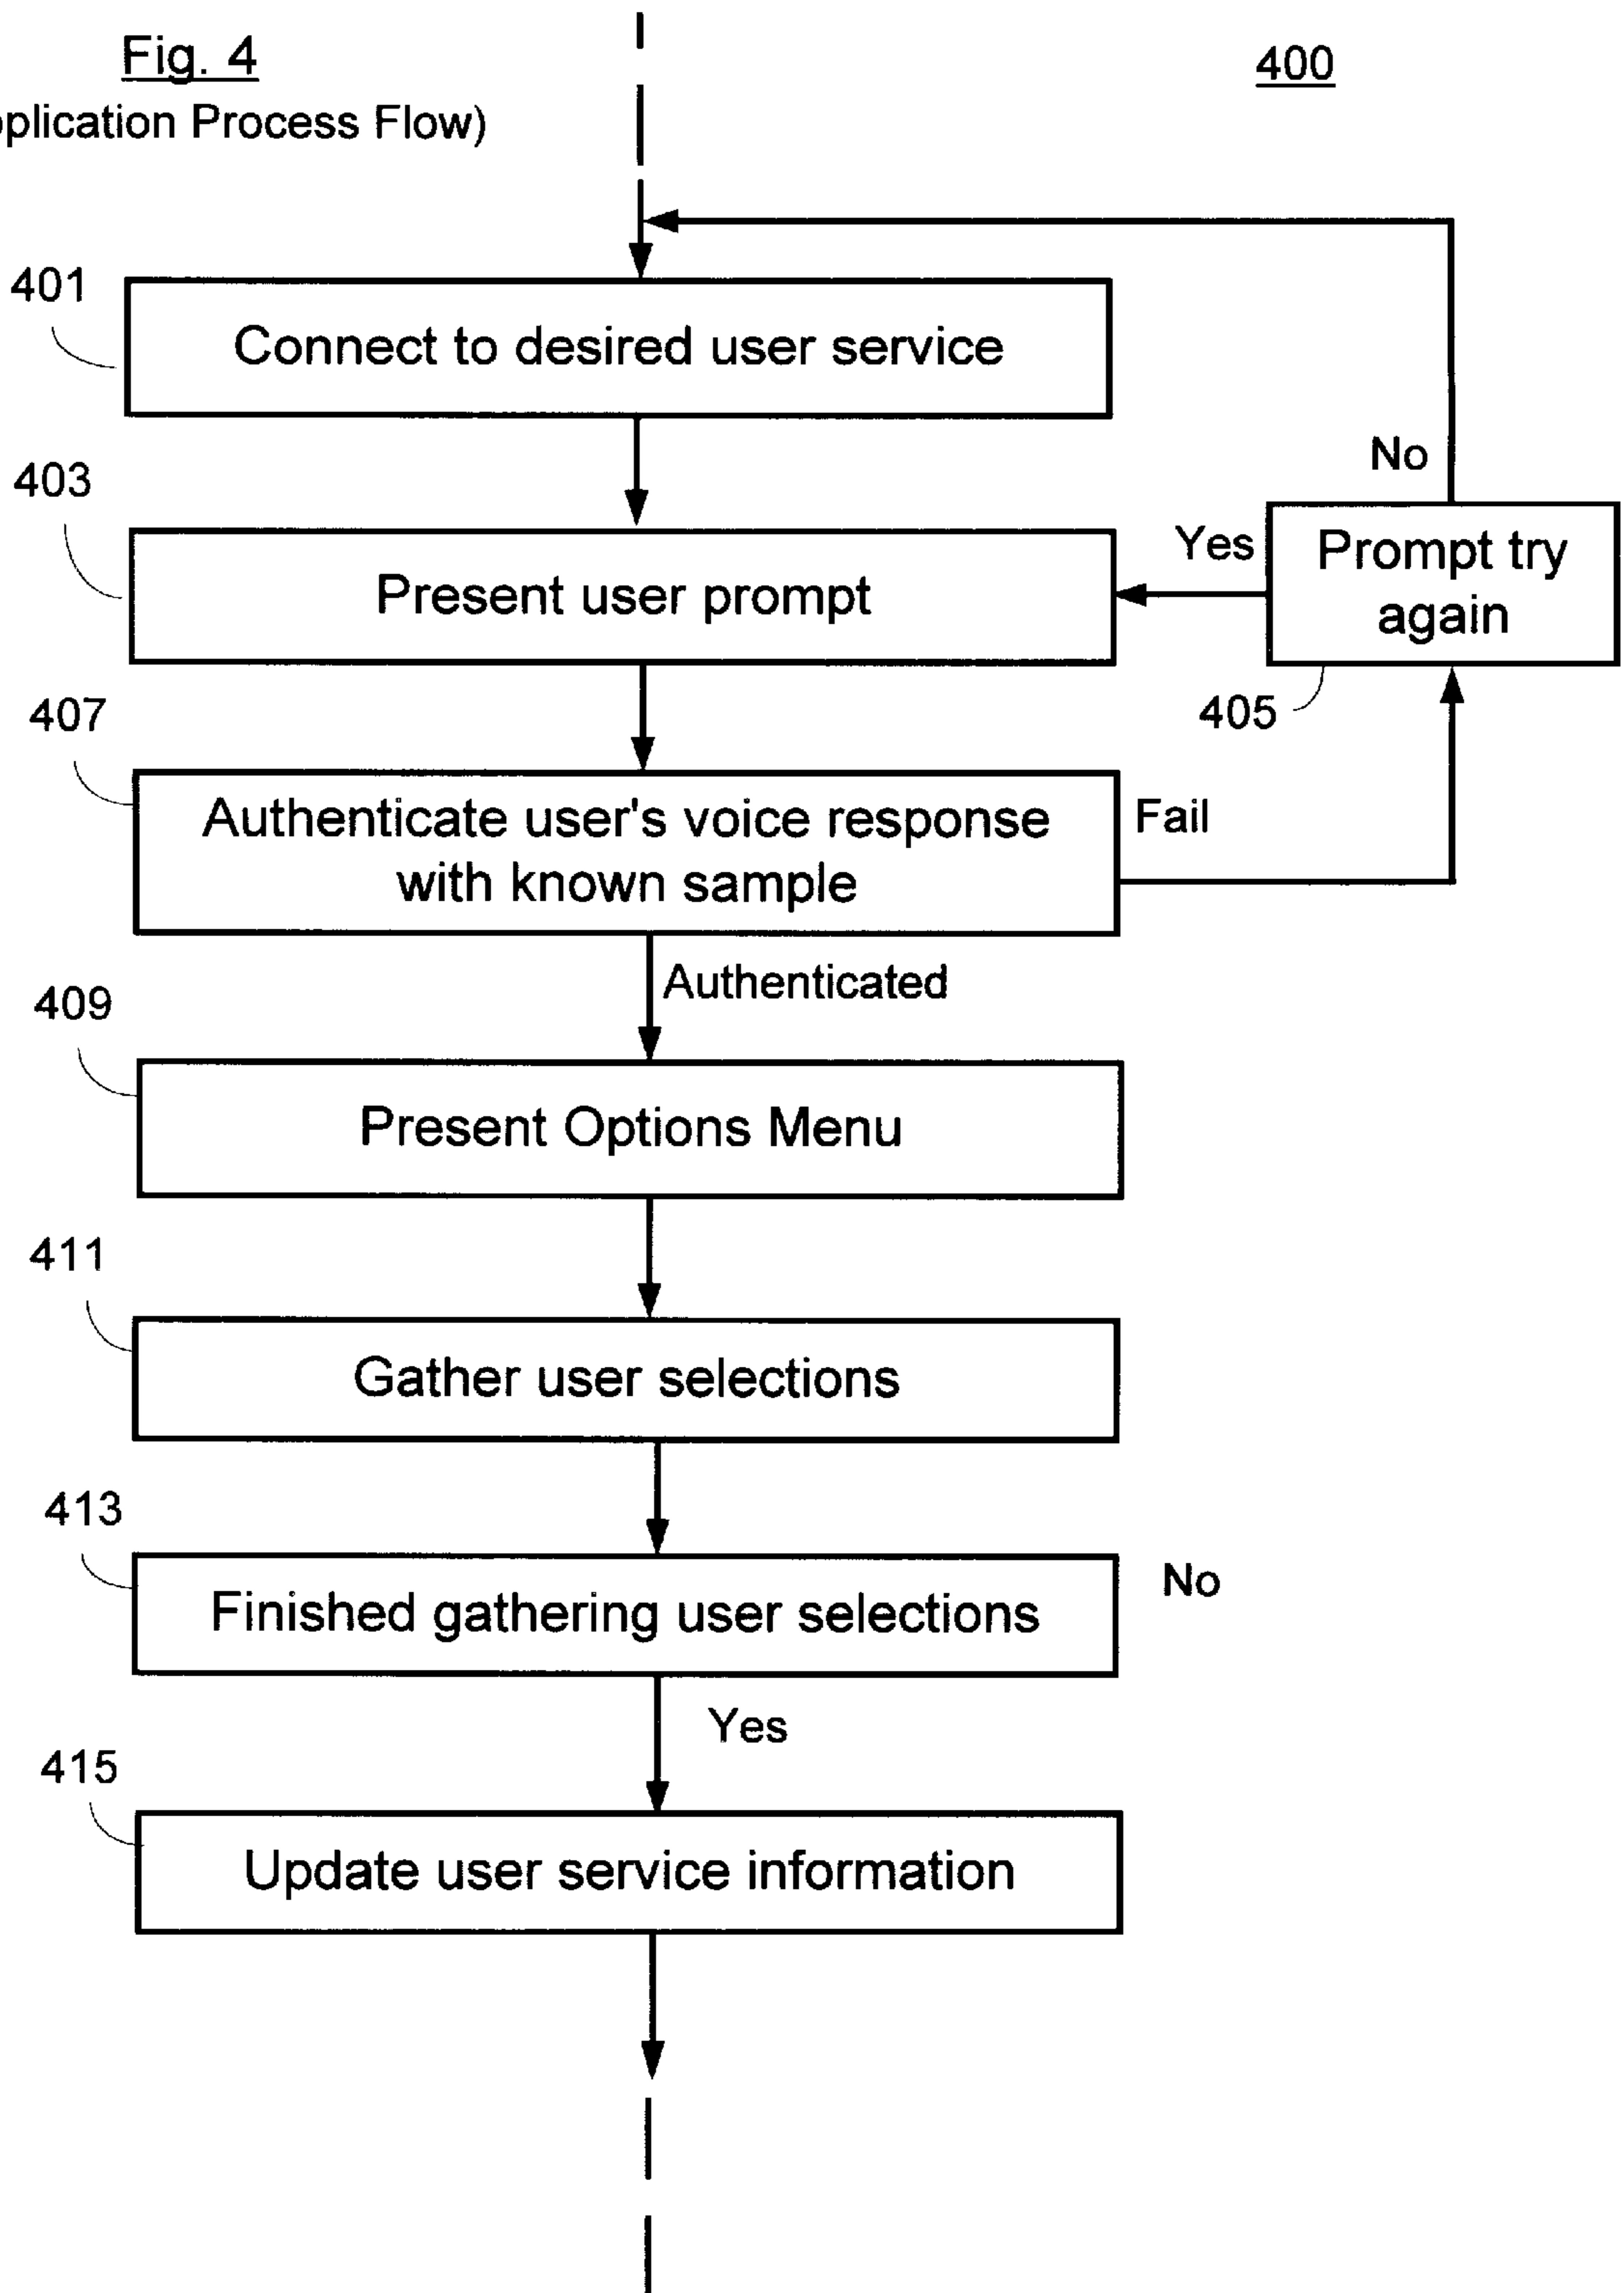 Fig. 4
400
plication Process Flow)
401
Connect to desired user service
No
403
Yes
Prompt try
again
Present user prompt
405
407
Authenticate user's voice response
with known sample
Fail
Authenticated
409
Present Options Menu
411
Gather user selections
413
No
Finished gathering user selections
Yes
415
Update user service information